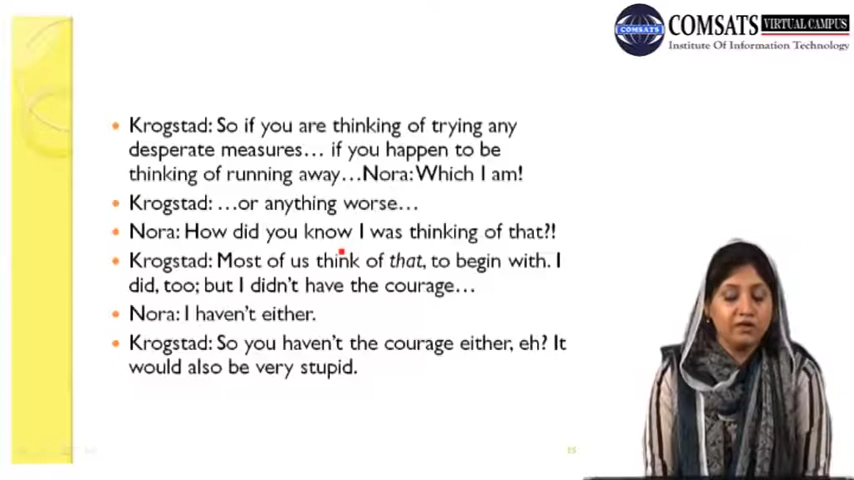 COMSATS VIRTUAL CAMPUS
Institute Of Information Technology
COMSATS
• Krogstad: So if you are thinking of trying any
desperate measures… if you happen to be
thinking of running away…Nora: Which I am!
• Krogstad: …or anything worse…
• Nora: How did you know I was thinking of that?!
• Krogstad: Most of us think of that, to begin with. I
did, too; but I didn't have the courage…
• Nora: I haven't either.
• Krogstad: So you haven't the courage either, eh? It
would also be very stupid.
15